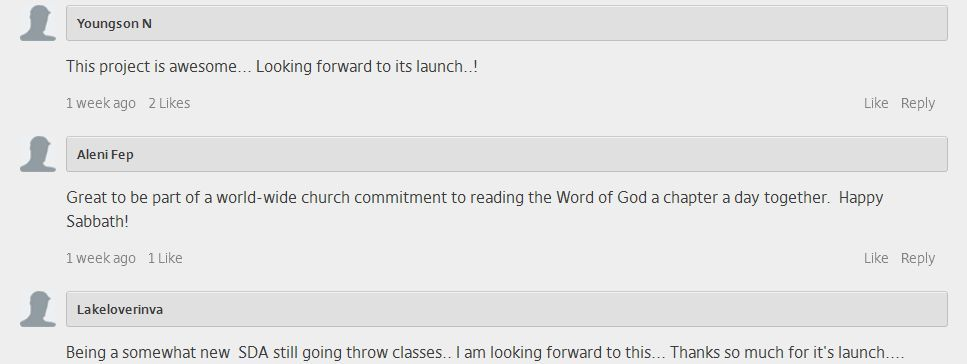 Youngson N
This project is awesome... Looking forward to its launch..!
1 week ago 2 Likes Like Reply
Aleni Fep
Great to be part of a world-wide church commitment to reading the Word of God a chapter a day together.  Happy
Sabbath!
1 week ago 1 Like Like Reply
Lakeloverinva
Being a somewhat new  SDA still going throw classes.. I am looking forward to this... Thanks so much for it's launch....